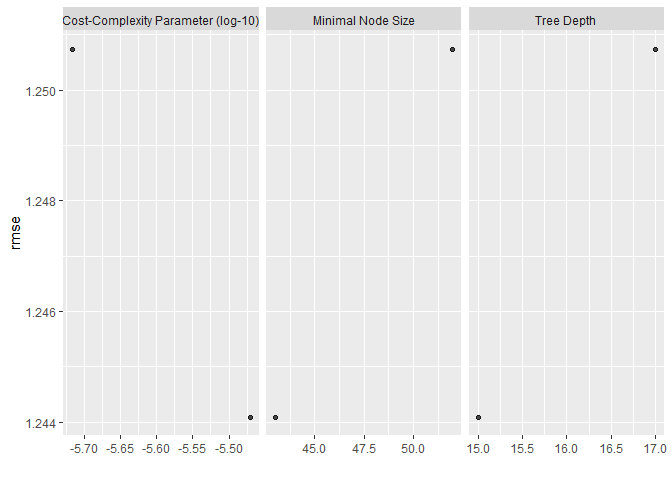 Cost-Complexity Parameter (log-10) Minimal Node Size Tree Depth
1.250
1.248
rmse
1.246
1.244
-5.70 -5.65 -5.60 -5.55 -5.50 45.0 47.5 50.0 15.0 15.5 16.0 16.5 17.0